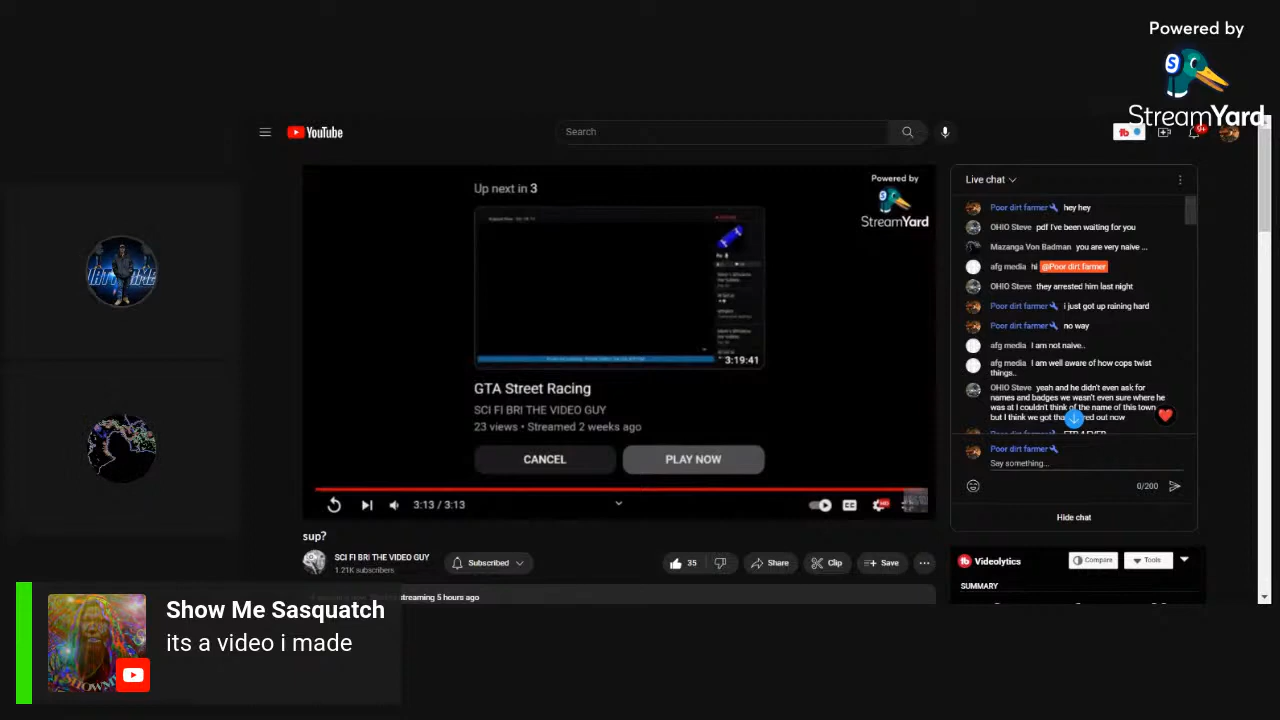 Powered by
StreamYard
YouTube
Search
9+
Up next in 3
3:19:41
GTA Street Racing
SCI FI BRI THE VIDEO GUY
23 views • Streamed 2 weeks ago
CANCEL
PLAY NOW
Powered by
StreamYard
3:13 / 3:13
Live chat
Poor dirt farmer hey hey
OHIO Steve pdf I've been waiting for you
Mazanga Von Badman you are very naive ...
afg media hi @Poor dirt farmer
OHIO Steve they arrested him last night
Poor dirt farmer i just got up raining hard
Poor dirt farmer no way
afg media I am not naive..
afg media I am well aware of how cops twist
things..
OHIO Steve yeah and he didn't even ask for
names and badges we wasn't even sure where he
was at I couldn't think of the name of this town
but I think we got out now
Poor dirt farmer
Say something...
0/200
Hide chat
sup?
SCI FI BRI THE VIDEO GUY
1.21K subscribers
Subscribed
35
Share
Clip
Save
streaming 5 hours ago
Videolytics
Compare
Tools
SUMMARY
Show Me Sasquatch
its a video i made